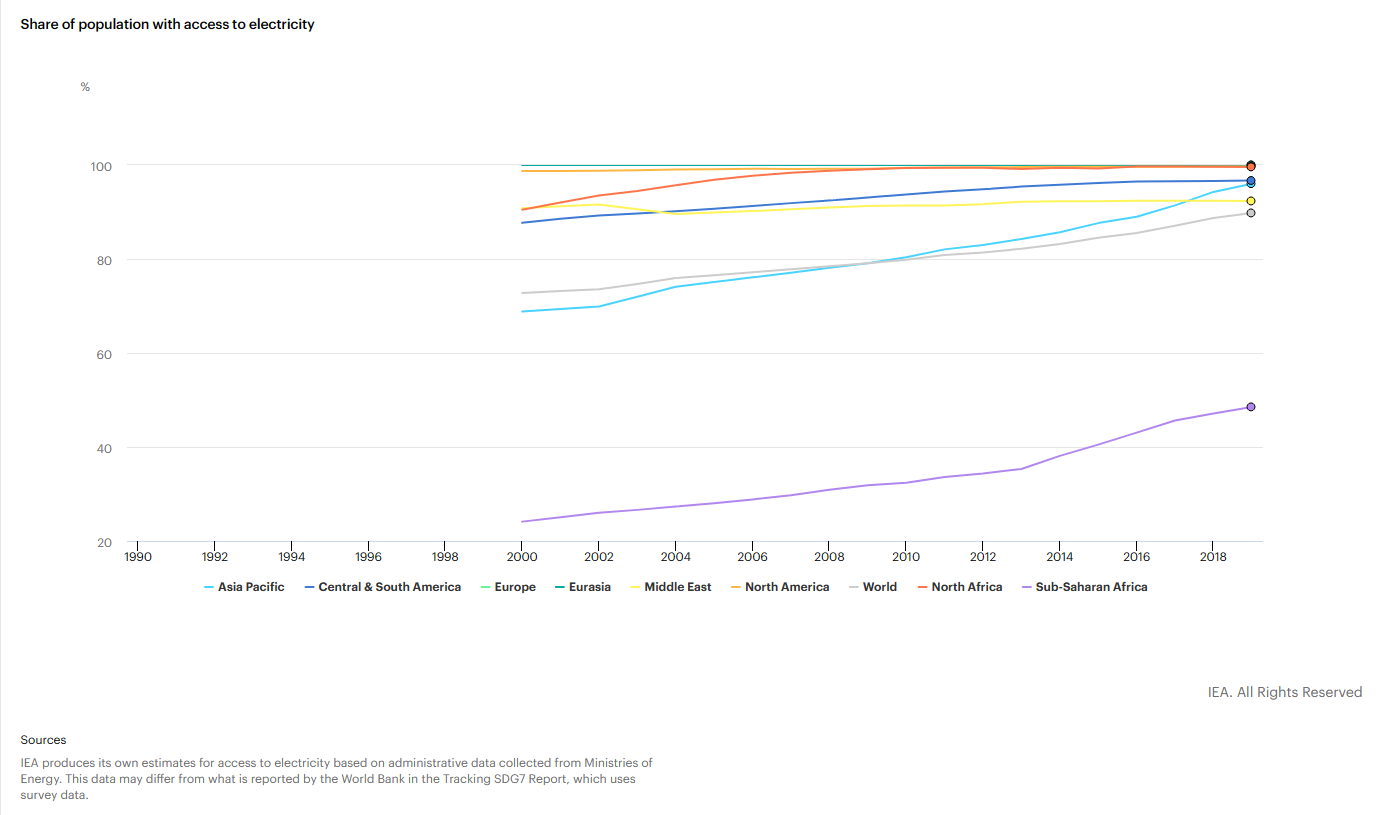 Share of population with access to electricity
%
100
80
60
40
20
1990 1992 1994 1996 1998 2000 2002 2004 2006 2008 2010 2012 2014 2016 2018
Asia Pacific Central & South America Europe Eurasia Middle East North America World North Africa Sub-Saharan Africa
IEA. All Rights Reserved
Sources
IEA produces its own estimates for access to electricity based on administrative data collected from Ministries of
Energy. This data may differ from what is reported by the World Bank in the Tracking SDG7 Report, which uses
survey data.